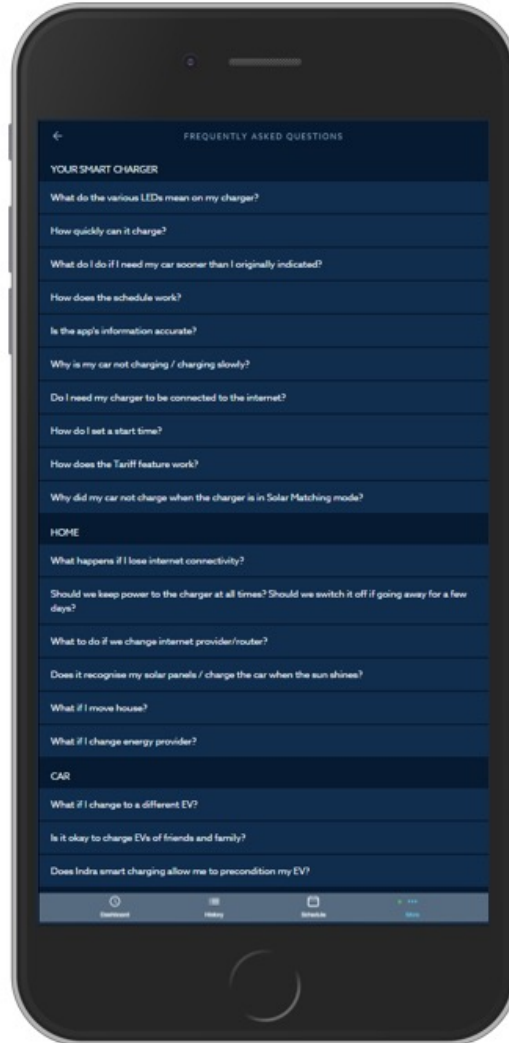 FREQUENTLY ASKED QUESTIONS
YOUR SMART CHARGER
What do the various LEDs mean on my charger?
How quickly can it charge?
What do I do if I need my car sooner than I originally indicated?
How does the schedule work?
Is the app's information accurate?
Why is my car not charging / charging slowly?
Do I need my charger to be connected to the internet?
How do I set a start time?
How does the Tariff feature work?
Why did my car not charge when the charger is in Solar Matching mode?
HOME
What happens if I lose internet connectivity?
Should we keep power to the charger at all times? Should we switch it off if going away for a few
days?
What to do if we change internet provider/router?
Does it recognise my solar panels / charge the car when the sun shines?
What if I move house?
What if I change energy provider?
CAR
What if I change to a different EV?
Is it okay to charge EVs of friends and family?
Does Indra smart charging allow me to precondition my EV?
Dashboard History Schedule More